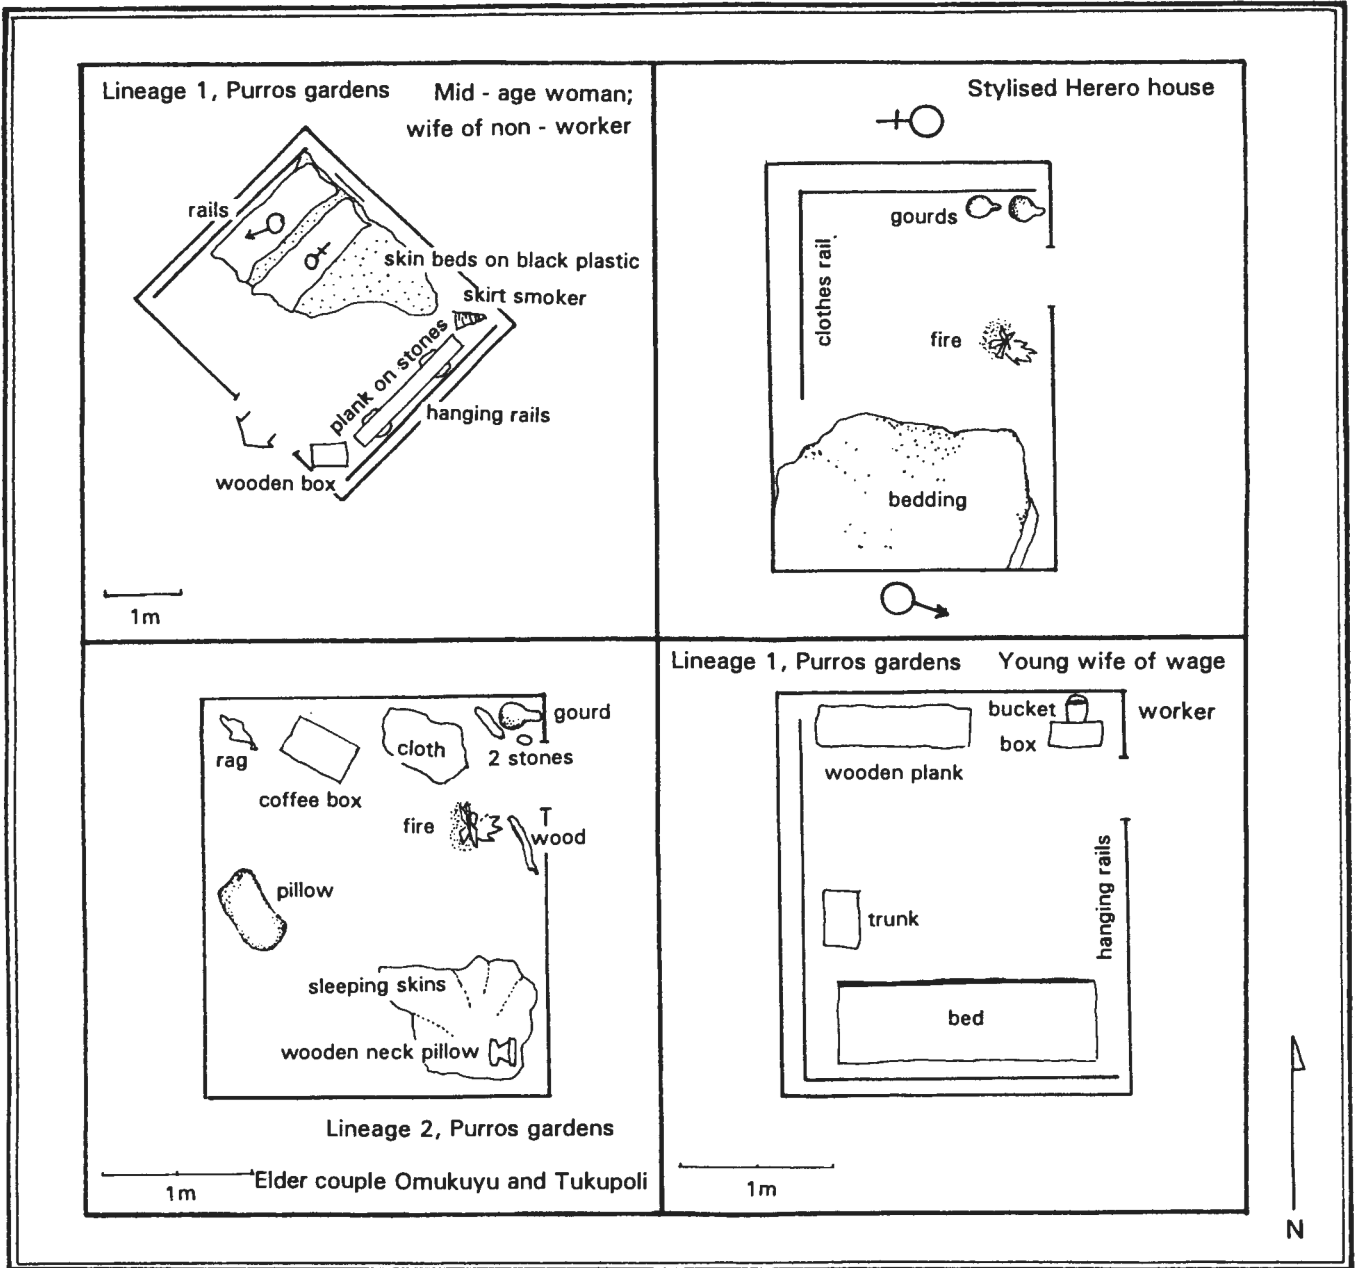 Lineage 1, Purros gardens
Mid - age woman;
wife of non - worker
rails
skin beds on black plastic
skirt smoker
plank on stones
hanging rails
wooden box
1m
Stylised Herero house
gourds
clothes rail
fire
bedding
gourd
rag
cloth
2 stones
coffee box
fire
wood
pillow
sleeping skins
wooden neck pillow
Lineage 2, Purros gardens
Elder couple Omukuyu and Tukupoli
1m
Lineage 1, Purros gardens
Young wife of wage
worker
bucket
box
wooden plank
hanging rails
trunk
bed
1m
N